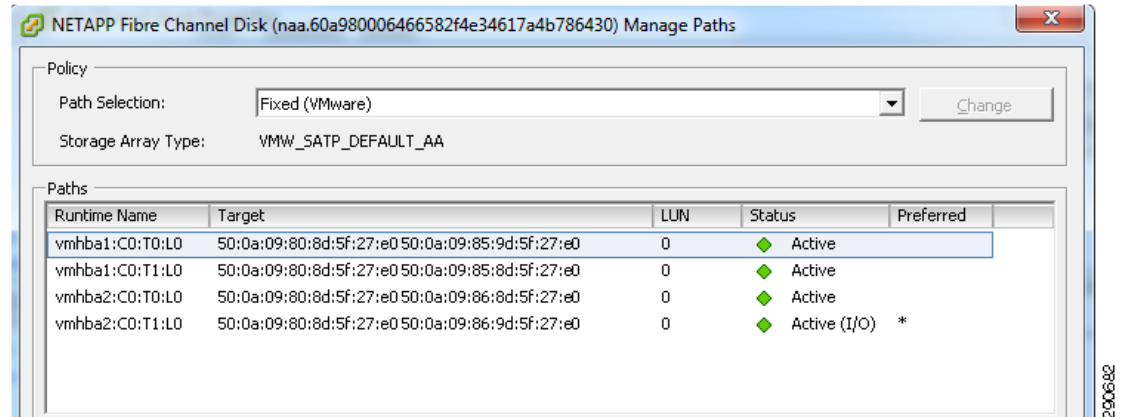 NETAPP Fibre Channel Disk (naa.60a980006466582f4e34617a4b786430) Manage Paths
Policy
Path Selection: Fixed (VMware) Change
Storage Array Type: VMW_SATP_DEFAULT_AA
Paths
Runtime Name Target LUN Status Preferred
vmhba1:C0:T0:L0 50:0a:09:80:8d:5f:27:e0 50:0a:09:85:9d:5f:27:e0 0 Active
vmhba1:C0:T1:L0 50:0a:09:80:8d:5f:27:e0 50:0a:09:85:8d:5f:27:e0 0 Active
vmhba2:C0:T0:L0 50:0a:09:80:8d:5f:27:e0 50:0a:09:86:8d:5f:27:e0 0 Active
vmhba2:C0:T1:L0 50:0a:09:80:8d:5f:27:e0 50:0a:09:86:9d:5f:27:e0 0 Active (I/O) *
290682